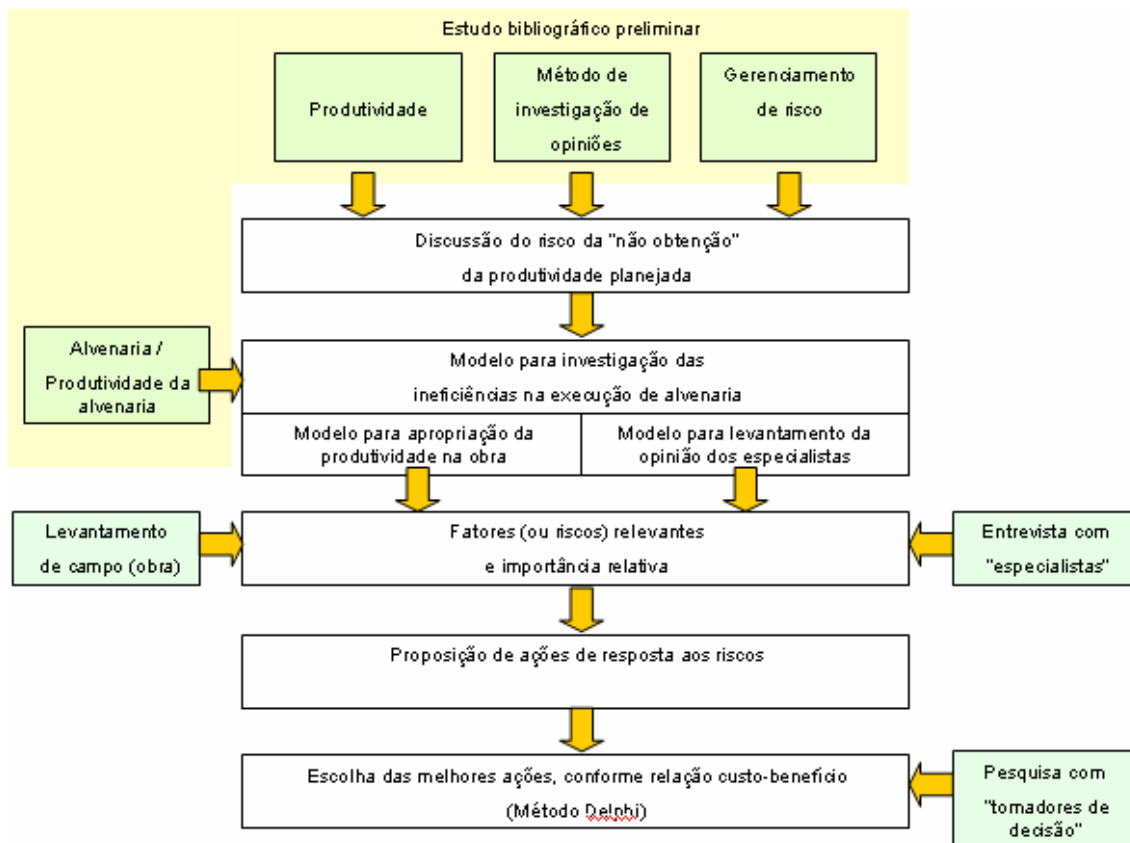 Estudo bibliográfico preliminar
Produtividade
Método de
investigação de
opiniões
Gerenciamento
de risco
Discussão do risco da "não obtenção"
da produtividade planejada
Alvenaria /
Produtividade da
alvenaria
Modelo para investigação das
ineficiências na execução de alvenaria
Modelo para apropriação da
produtividade na obra
Modelo para levantamento da
opinião dos especialistas
Levantamento
de campo (obra)
Fatores (ou riscos) relevantes
e importância relativa
Entrevista com
"especialistas"
Proposição de ações de resposta aos riscos
Escolha das melhores ações, conforme relação custo-benefício
(Método Delphi)
Pesquisa com
"tomadores de
decisão"